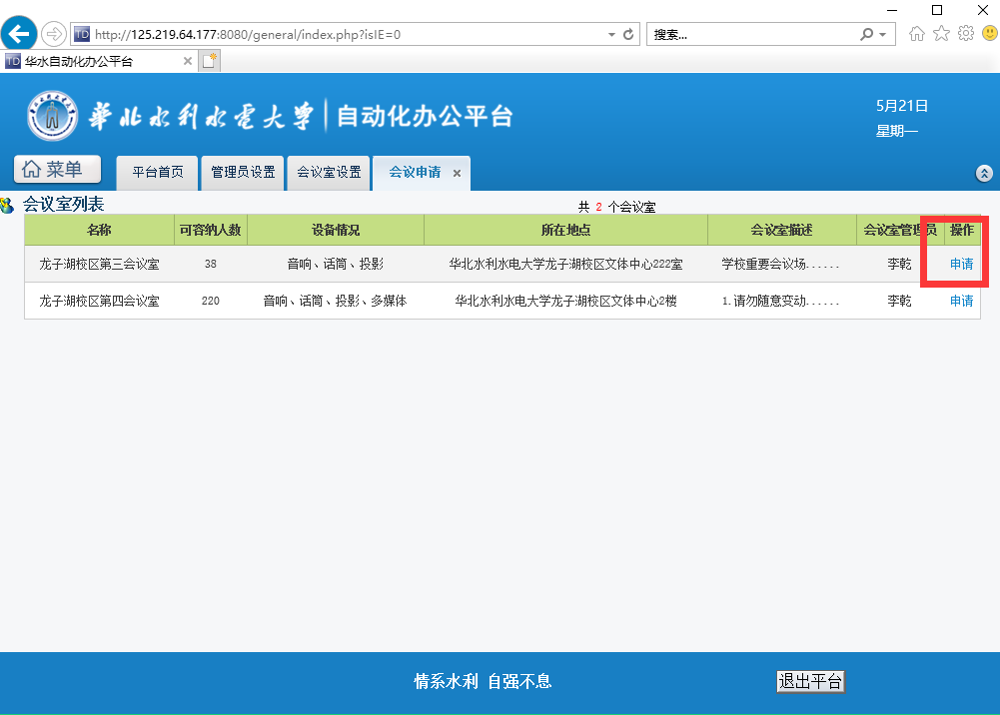 http://125.219.64.177:8080/general/index.php?isIE=0
搜索...
TD 华水自动化办公平台
华北水利水电大学 自动化办公平台
5月21日
星期一
菜单 平台首页 管理员设置 会议室设置 会议申请
会议室列表 共 2 个会议室
名称 可容纳人数 设备情况 所在地点 会议室描述 会议室管理员 操作
龙子湖校区第三会议室 38 音响、话筒、投影 华北水利水电大学龙子湖校区文体中心222室 学校重要会议场...... 李乾 申请
龙子湖校区第四会议室 220 音响、话筒、投影、多媒体 华北水利水电大学龙子湖校区文体中心2楼 1.请勿随意变动...... 李乾 申请
情系水利 自强不息 退出平台